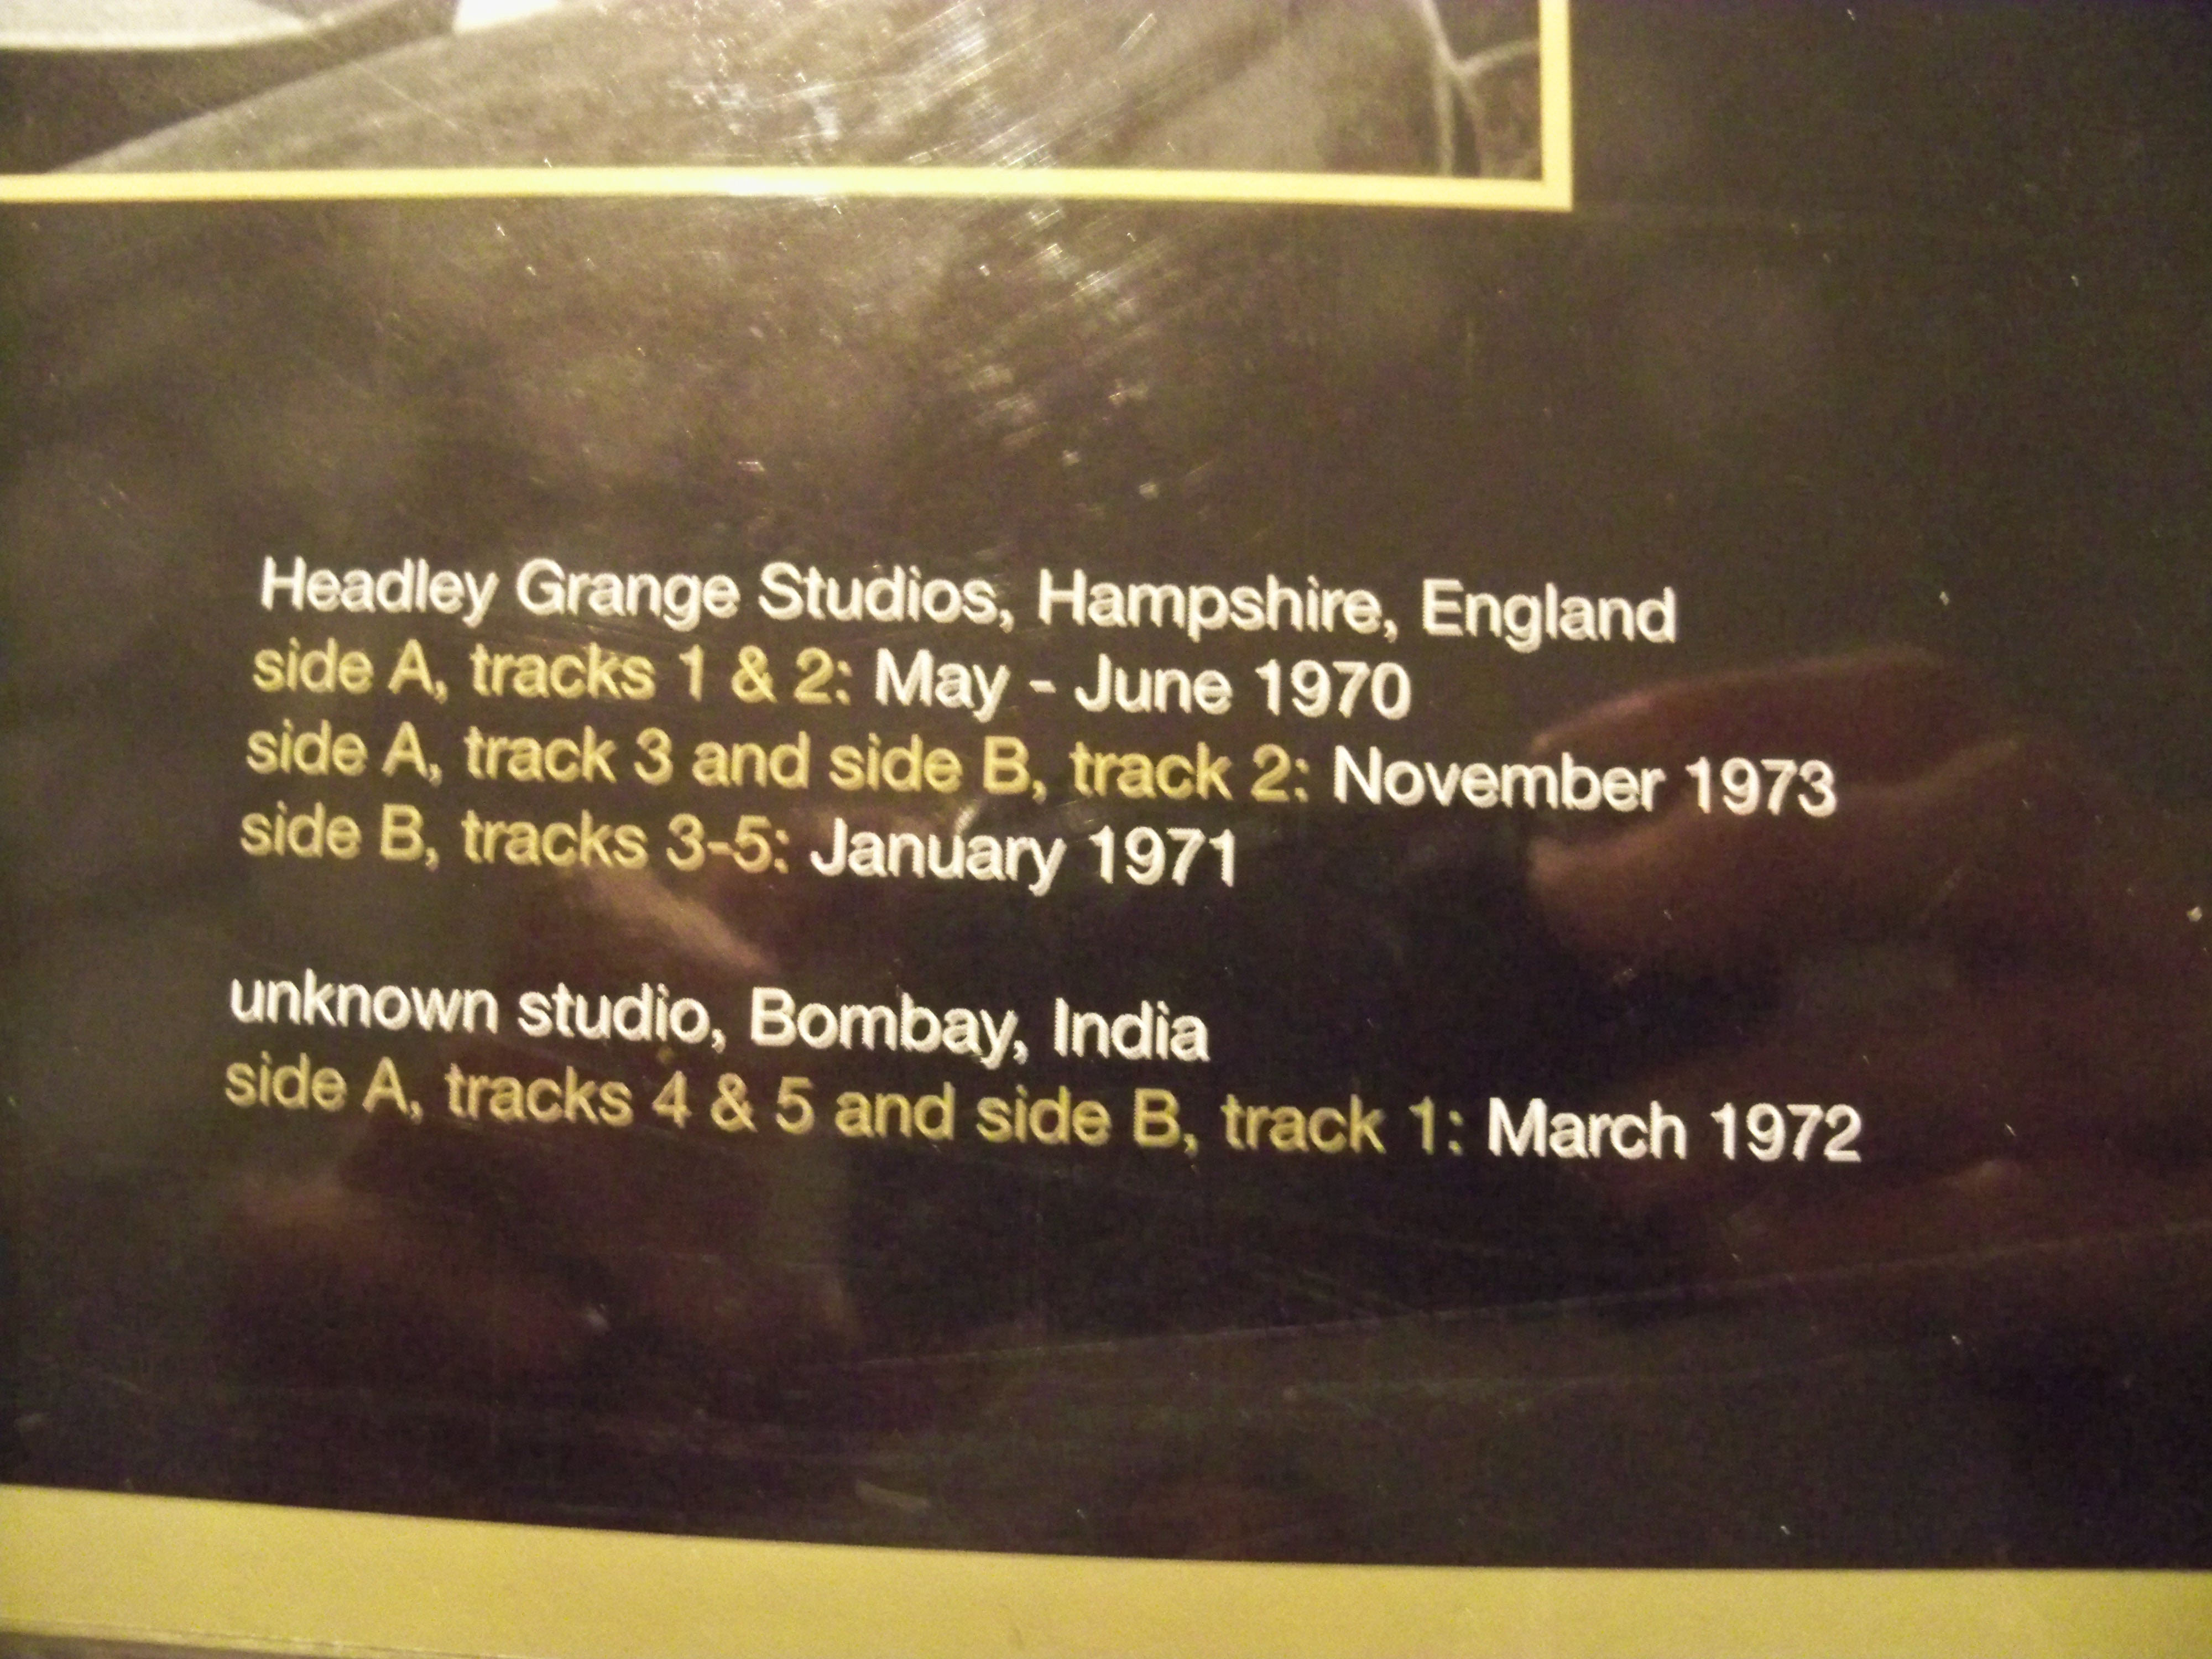 Headley Grange Studios, Hampshire, England
side A, tracks 1 & 2: May - June 1970
side A, track 3 and side B, track 2: November 1973
side B, tracks 3-5: January 1971
unknown studio, Bombay, India
side A, tracks 4 & 5 and side B, track 1: March 1972